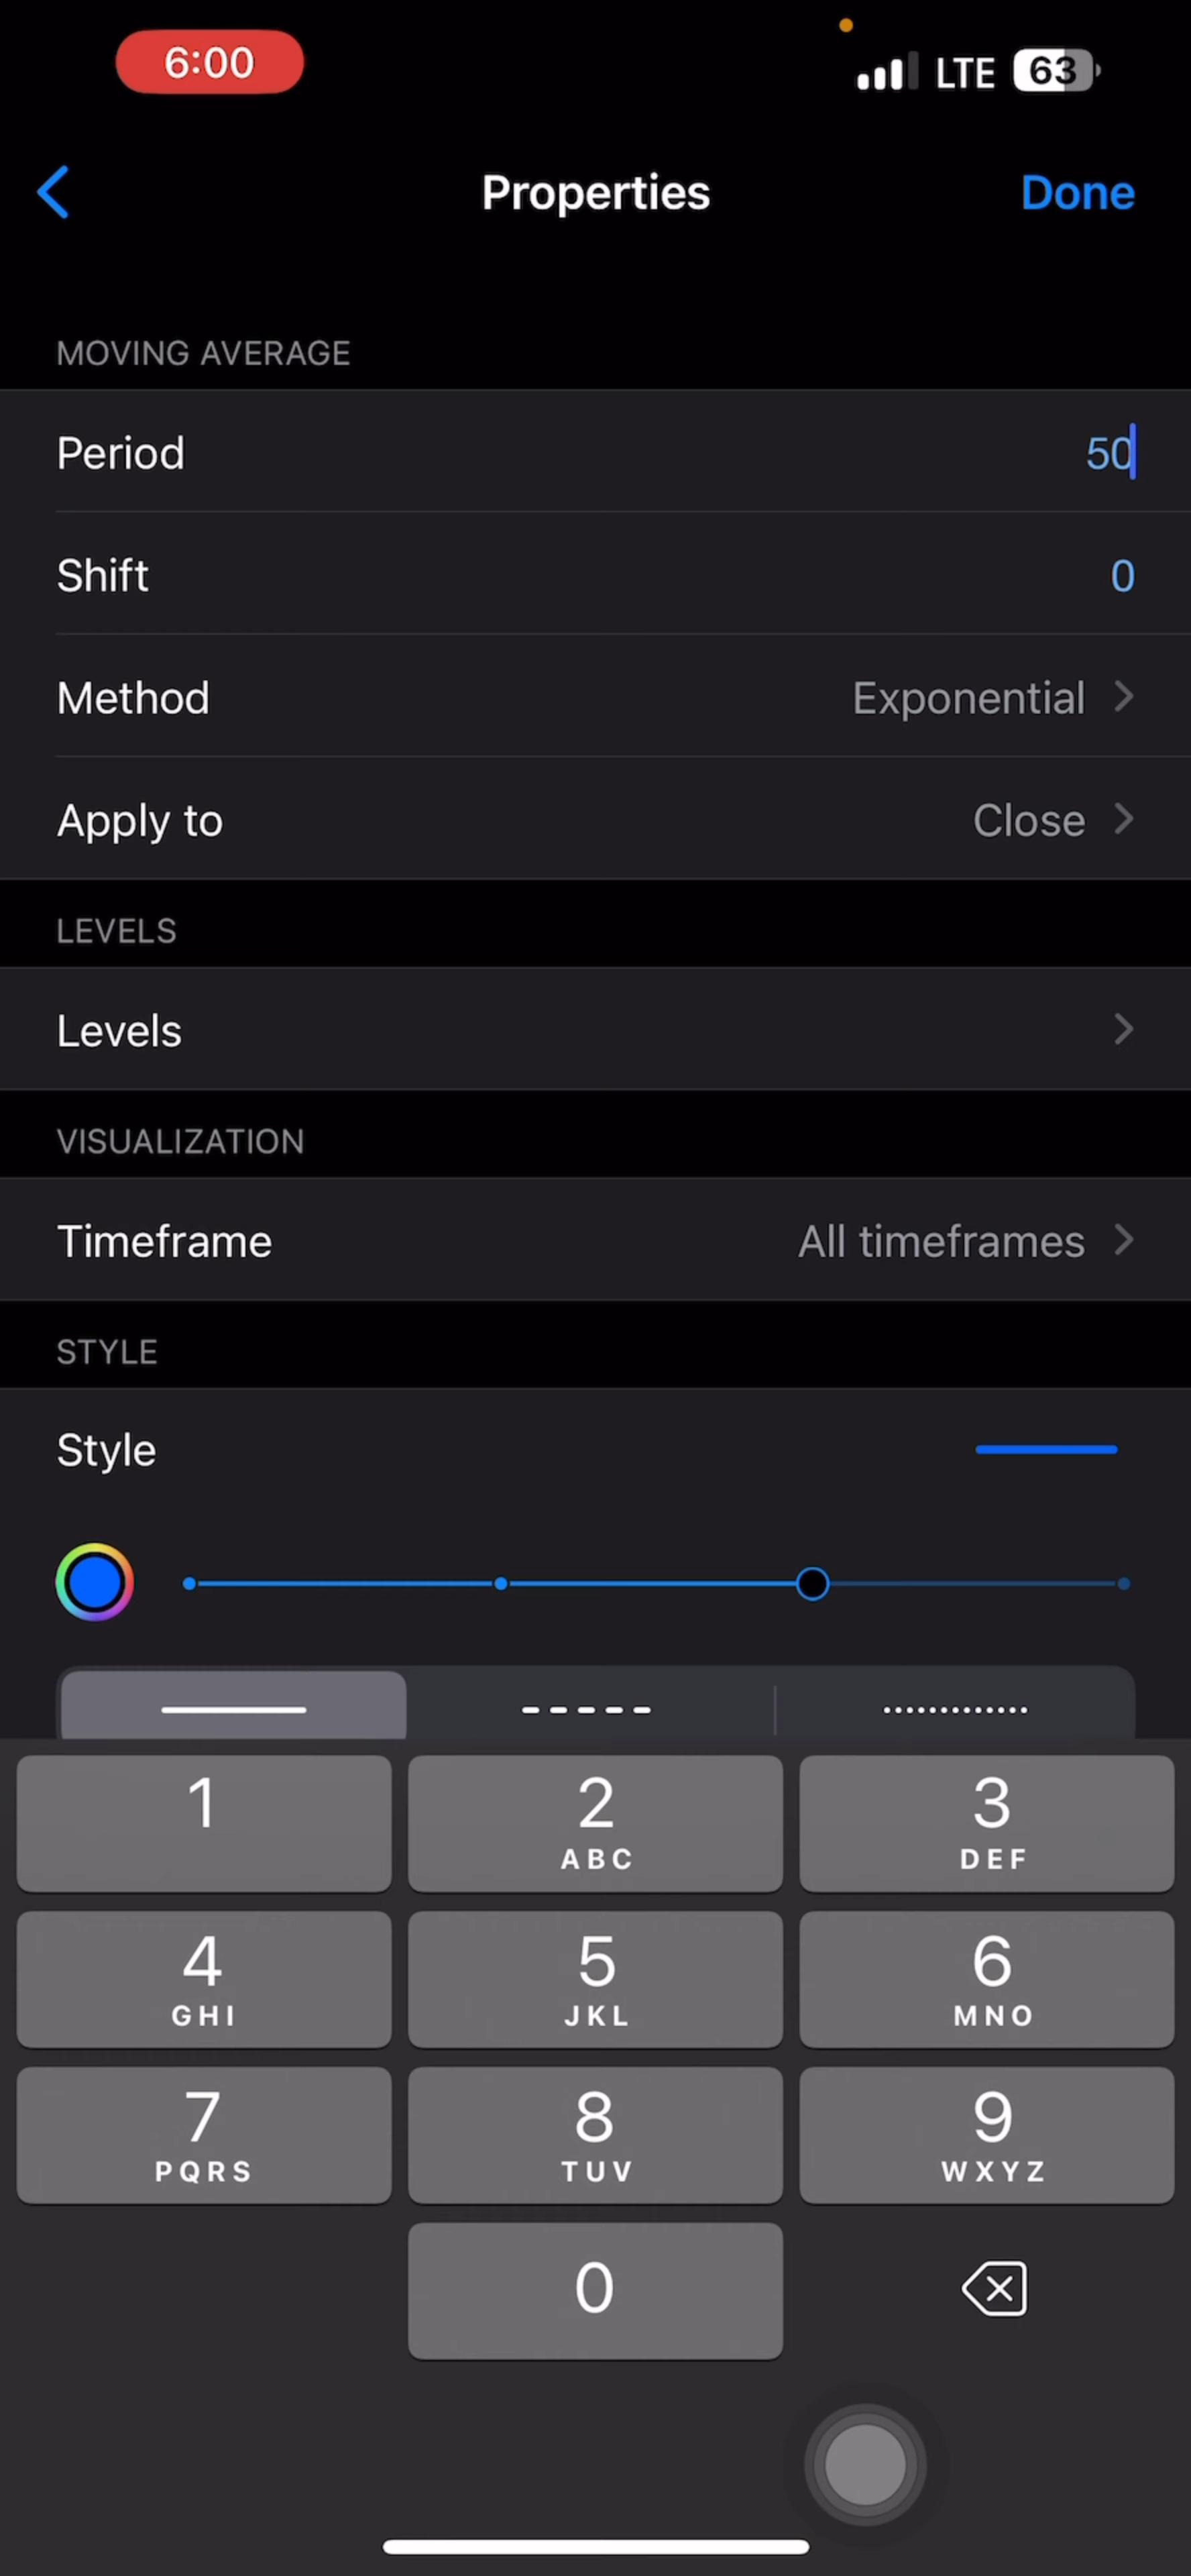 6:00 LTE 63
Properties Done
MOVING AVERAGE
Period 50
Shift 0
Method Exponential
Apply to Close
LEVELS
Levels
VISUALIZATION
Timeframe All timeframes
STYLE
Style
1 2 3
ABC DEF
4 5 6
GHI JKL MNO
7 8 9
PQRS TUV WXYZ
0